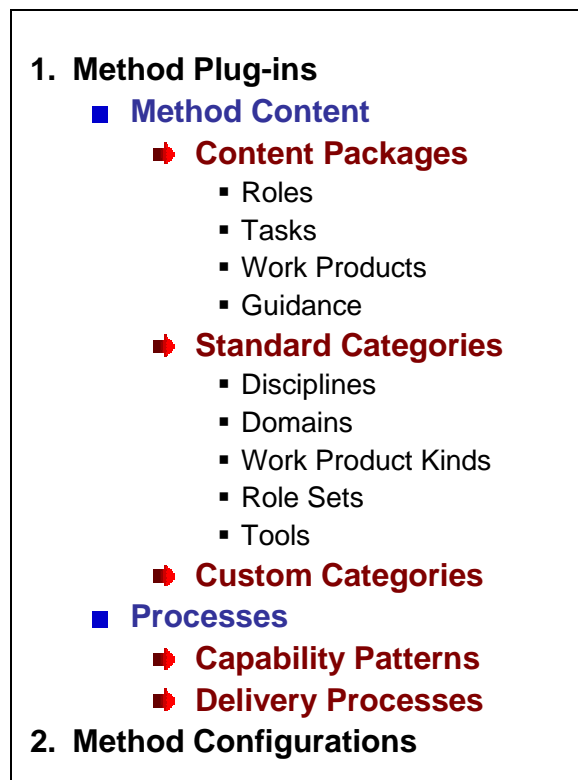 1. Method Plug-ins
Method Content
Content Packages
Roles
Tasks
Work Products
Guidance
Standard Categories
Disciplines
Domains
Work Product Kinds
Role Sets
Tools
Custom Categories
Processes
Capability Patterns
Delivery Processes
2. Method Configurations